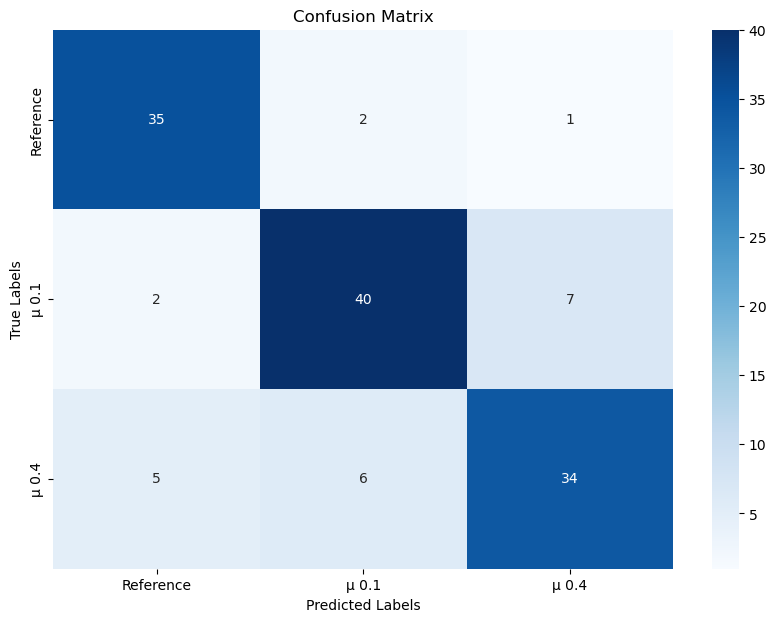 Confusion Matrix
True Labels
Reference
35
2
1
μ 0.1
2
40
7
μ 0.4
5
6
34
Reference
μ 0.1
μ 0.4
Predicted Labels
40
35
30
25
20
15
10
5